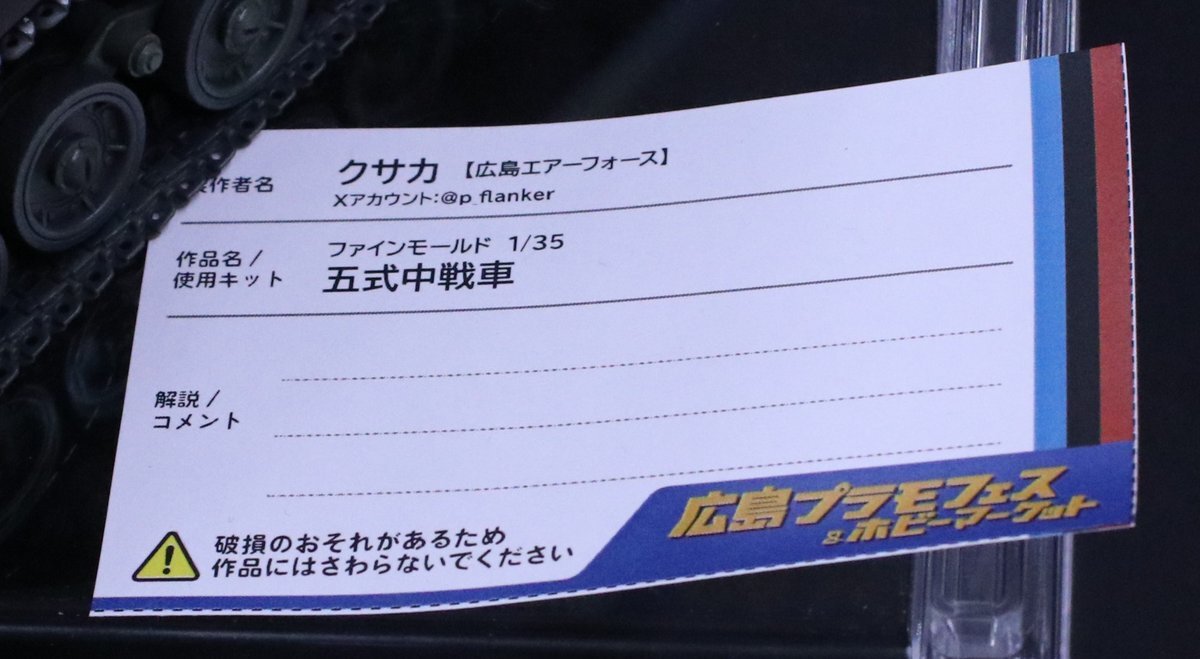 製作者名
クサカ 【広島エアーフォース】
Xアカウント:@p_flanker
作品名 /
使用キット
ファインモールド 1/35
五式中戦車
解説 /
コメント
破損のおそれがあるため
作品にはさわらないでください
広島プラモフェス
&ホビーマーケット